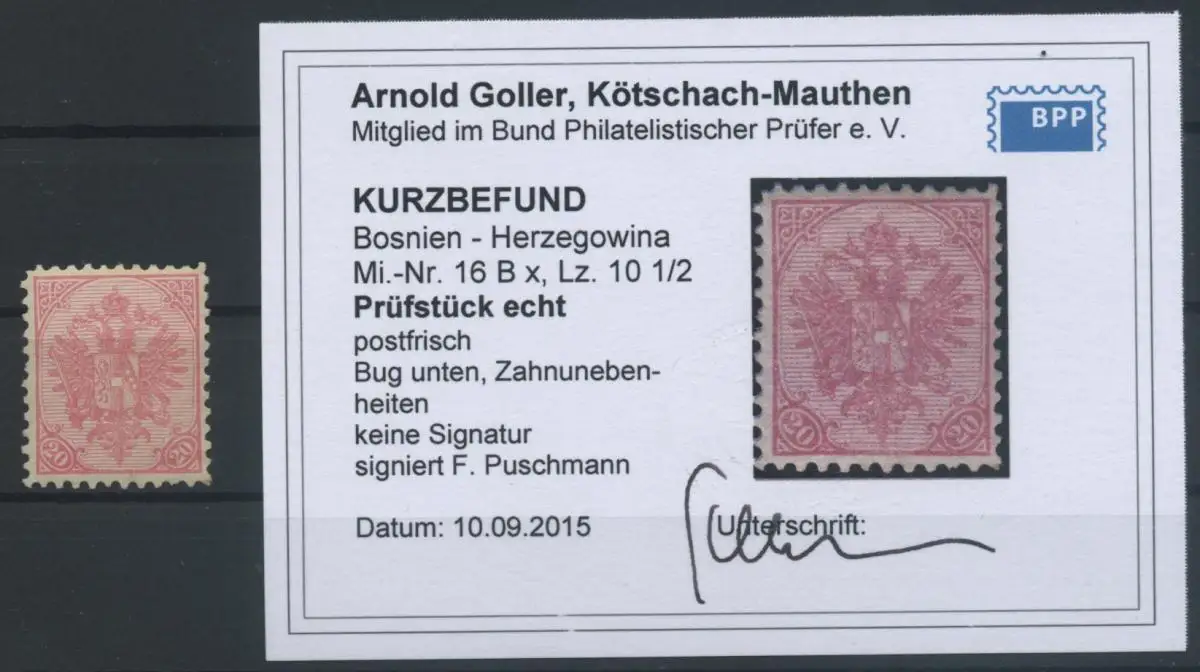 Arnold Goller, Kötschach-Mauthen
Mitglied im Bund Philatelistischer Prüfer e. V.
BPP
KURZBEFUND
Bosnien - Herzegowina
Mi.-Nr. 16 B x, Lz. 10 1/2
Prüfstück echt
postfrisch
Bug unten, Zahnuneben-
heiten
keine Signatur
signiert F. Puschmann
Datum: 10.09.2015
Unterschrift:
20 20
20 20